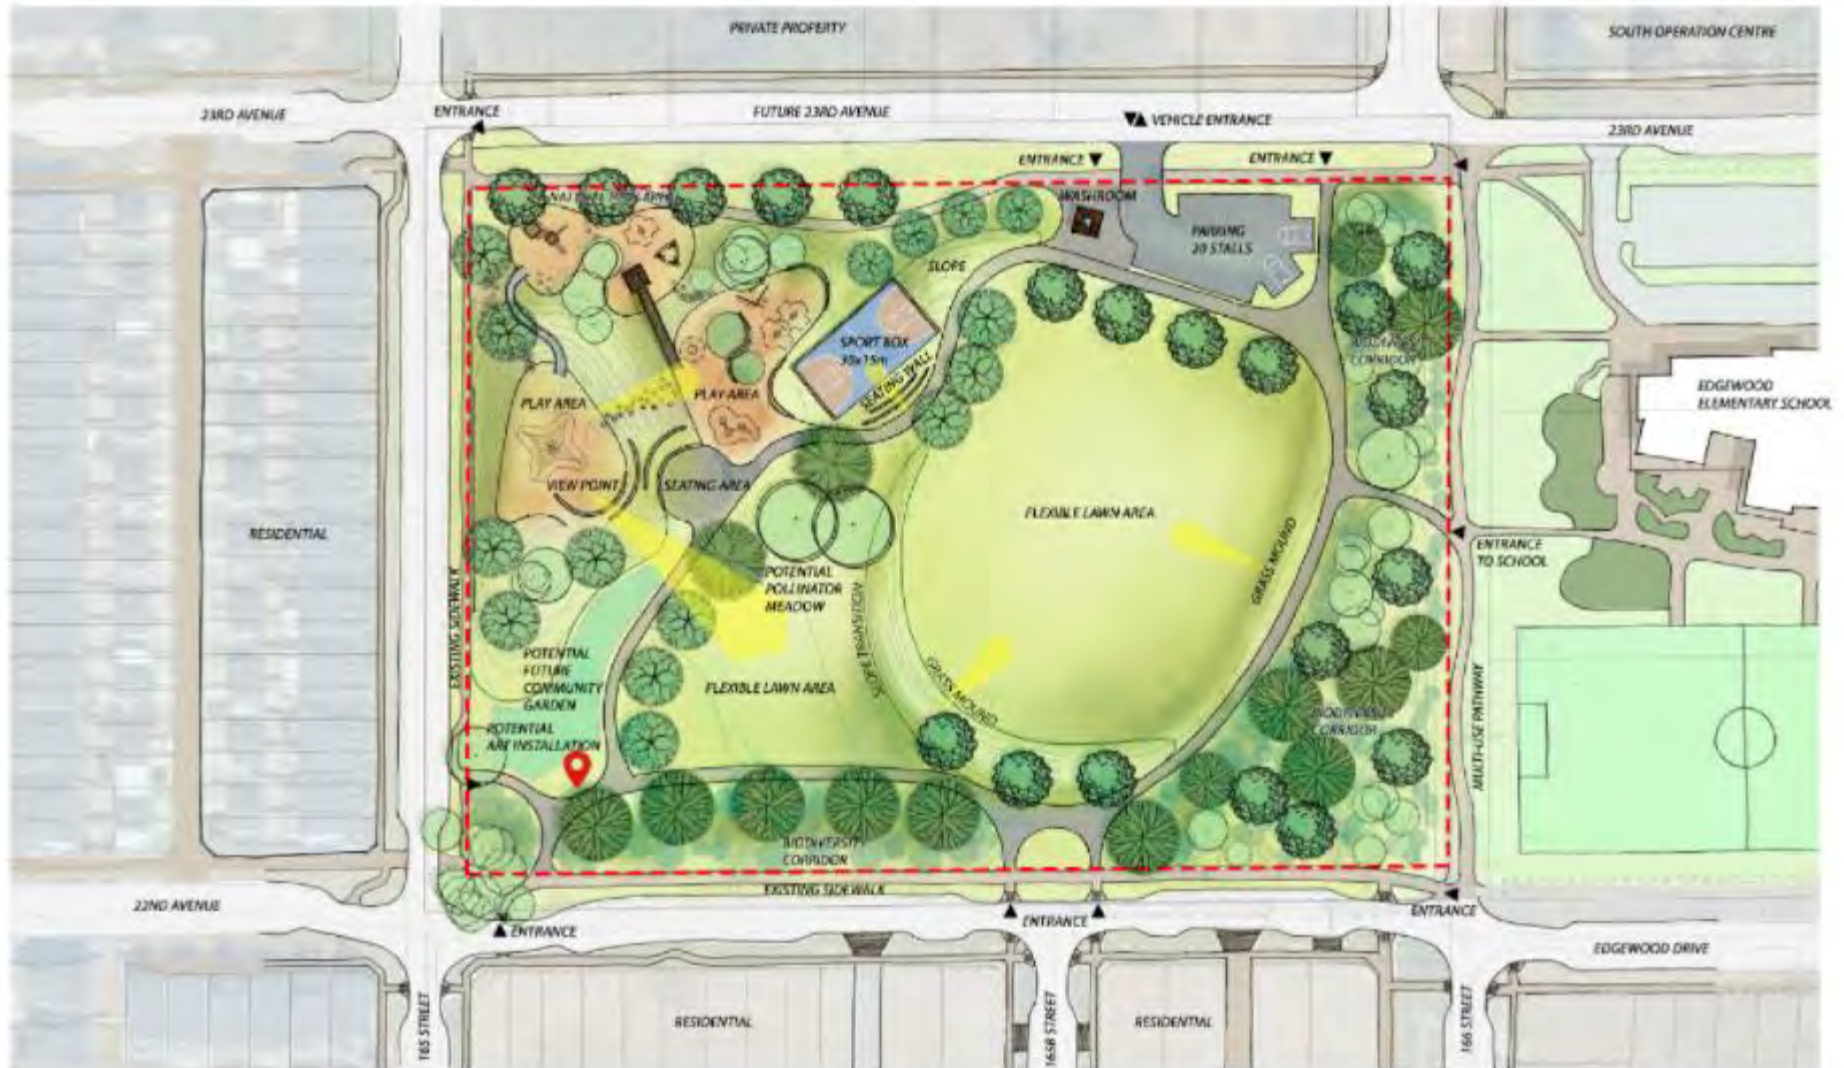 PRIVATE PROPERTY
SOUTH OPERATION CENTRE
23RD AVENUE
ENTRANCE
FUTURE 23RD AVENUE
VEHICLE ENTRANCE
23RD AVENUE
ENTRANCE
ENTRANCE
WASHROOM
PARKING
20 STALLS
SLOPE
SPORT BOX
30x15m
SEATING WALL
BIODIVERSITY
CORRIDOR
EDGEWOOD
ELEMENTARY SCHOOL
PLAY AREA
PLAY AREA
VIEW POINT
SEATING AREA
FLEXIBLE LAWN AREA
GRASS MOUND
RESIDENTIAL
ENTRANCE
TO SCHOOL
POTENTIAL
POLLINATOR
MEADOW
EXISTING SIDEWALK
SLOPE TRANSITION
POTENTIAL
FUTURE
COMMUNITY
GARDEN
FLEXIBLE LAWN AREA
GRASS MOUND
POTENTIAL
ART INSTALLATION
BIODIVERSITY
CORRIDOR
MULTI-USE PATHWAY
BIODIVERSITY
CORRIDOR
EXISTING SIDEWALK
22ND AVENUE
ENTRANCE
ENTRANCE
ENTRANCE
EDGEWOOD DRIVE
165 STREET
RESIDENTIAL
165B STREET
RESIDENTIAL
166 STREET